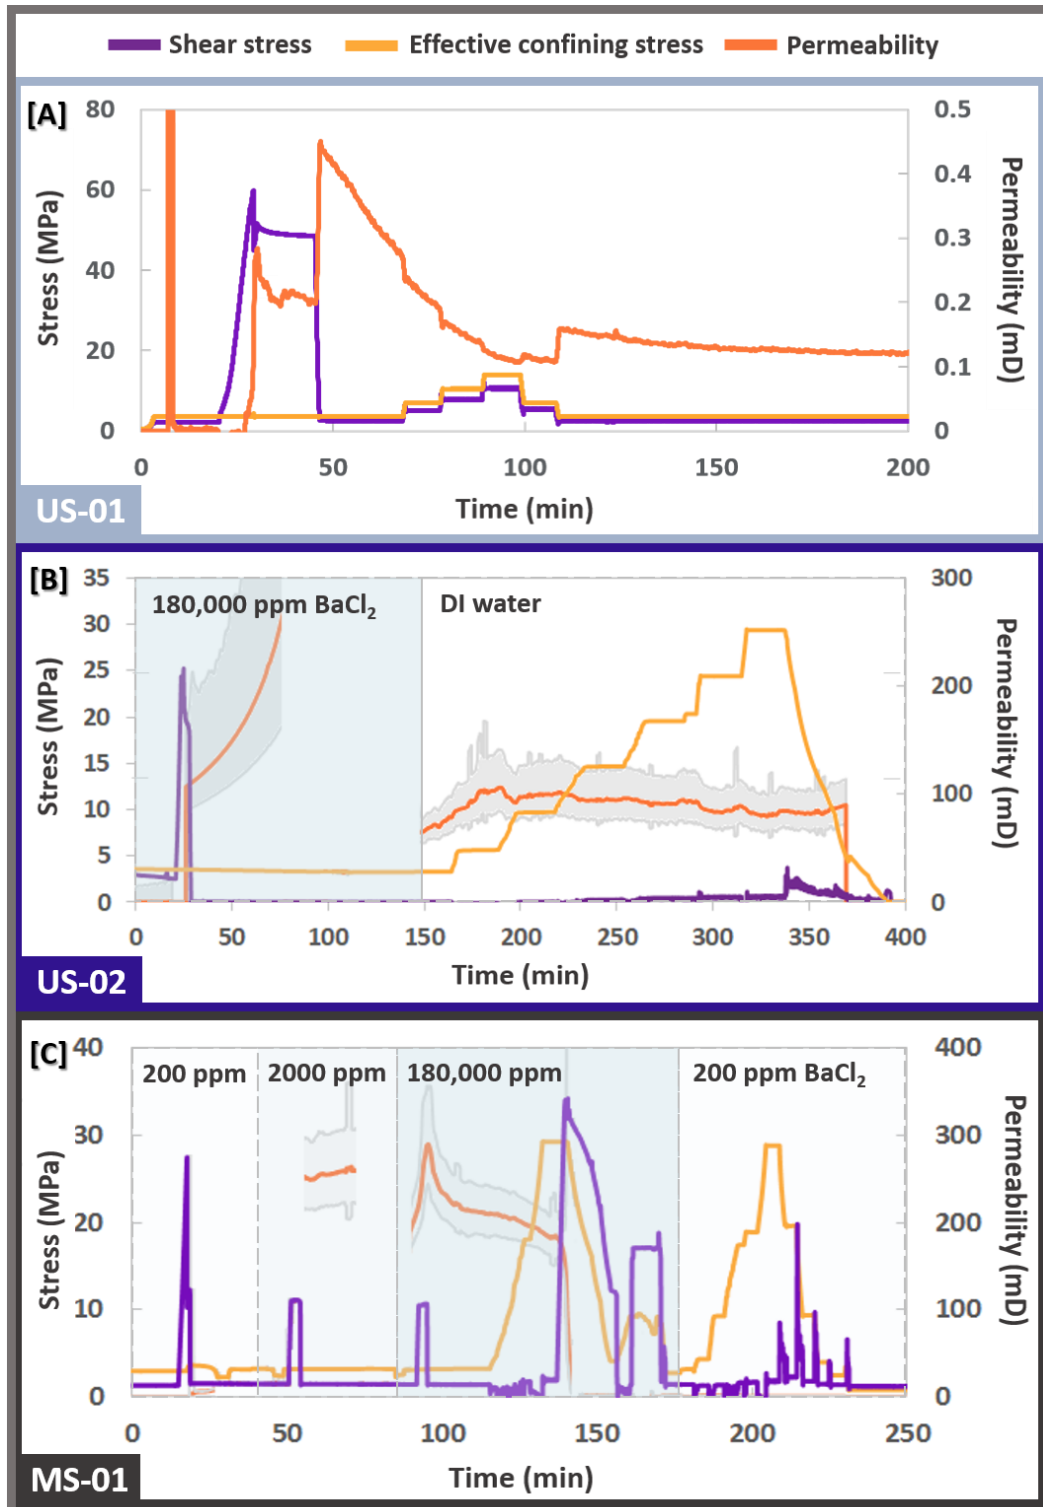 Shear stress Effective confining stress Permeability
[A]
80
60
40
20
0
Stress (MPa)
0.5
0.4
0.3
0.2
0.1
0
Permeability (mD)
0 50 100 150 200
Time (min)
US-01
[B]
35
30
25
20
15
10
5
0
Stress (MPa)
180,000 ppm BaCl₂ DI water
300
200
100
0
Permeability (mD)
0 50 100 150 200 250 300 350 400
Time (min)
US-02
[C]
40
30
20
10
0
Stress (MPa)
200 ppm 2000 ppm 180,000 ppm 200 ppm BaCl₂
400
300
200
100
0
Permeability (mD)
0 50 100 150 200 250
Time (min)
MS-01